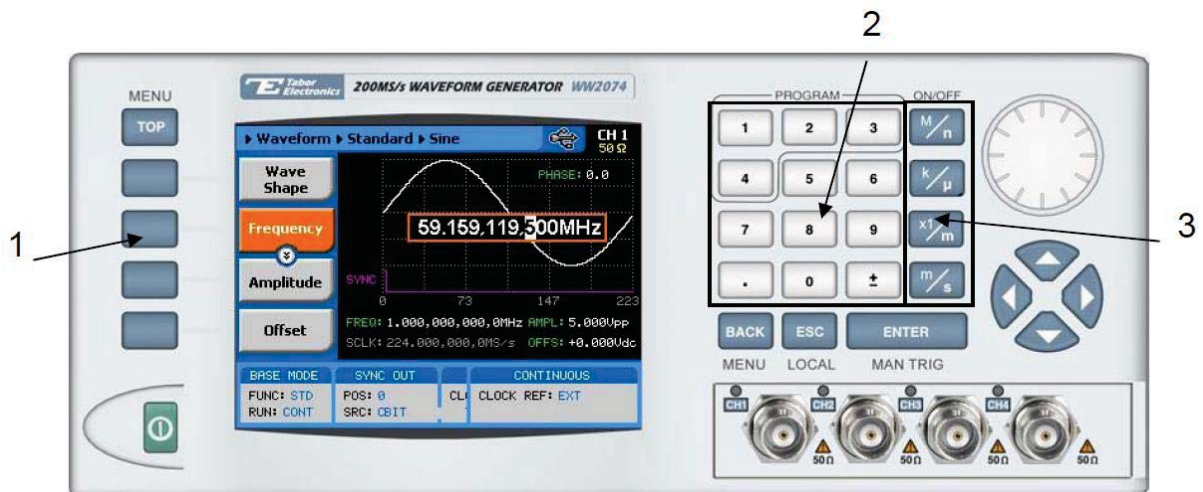 2
MENU
TOP
1
Tabor Electronics 200MS/s WAVEFORM GENERATOR WW2074
Waveform Standard Sine
CH 1
50 Ω
Wave Shape
Frequency
Amplitude
Offset
PHASE: 0.0
59.159,119,500MHz
SYNC
0 73 147 223
FREQ: 1.000,000,000,0MHz AMPL: 5.000Vpp
SCLK: 224.000,000,0MS/s OFFS: +0.000Vdc
BASE MODE
FUNC: STD
RUN: CONT
SYNC OUT
POS: 0
SRC: CBIT
CL
CONTINUOUS
CLOCK REF: EXT
PROGRAM
ON/OFF
1 2 3 M/n
4 5 6 k/µ
7 8 9 x1/m
. 0 ± m/s
3
BACK ESC ENTER
MENU LOCAL MAN TRIG
CH1 CH2 CH3 CH4
50Ω 50Ω 50Ω 50Ω